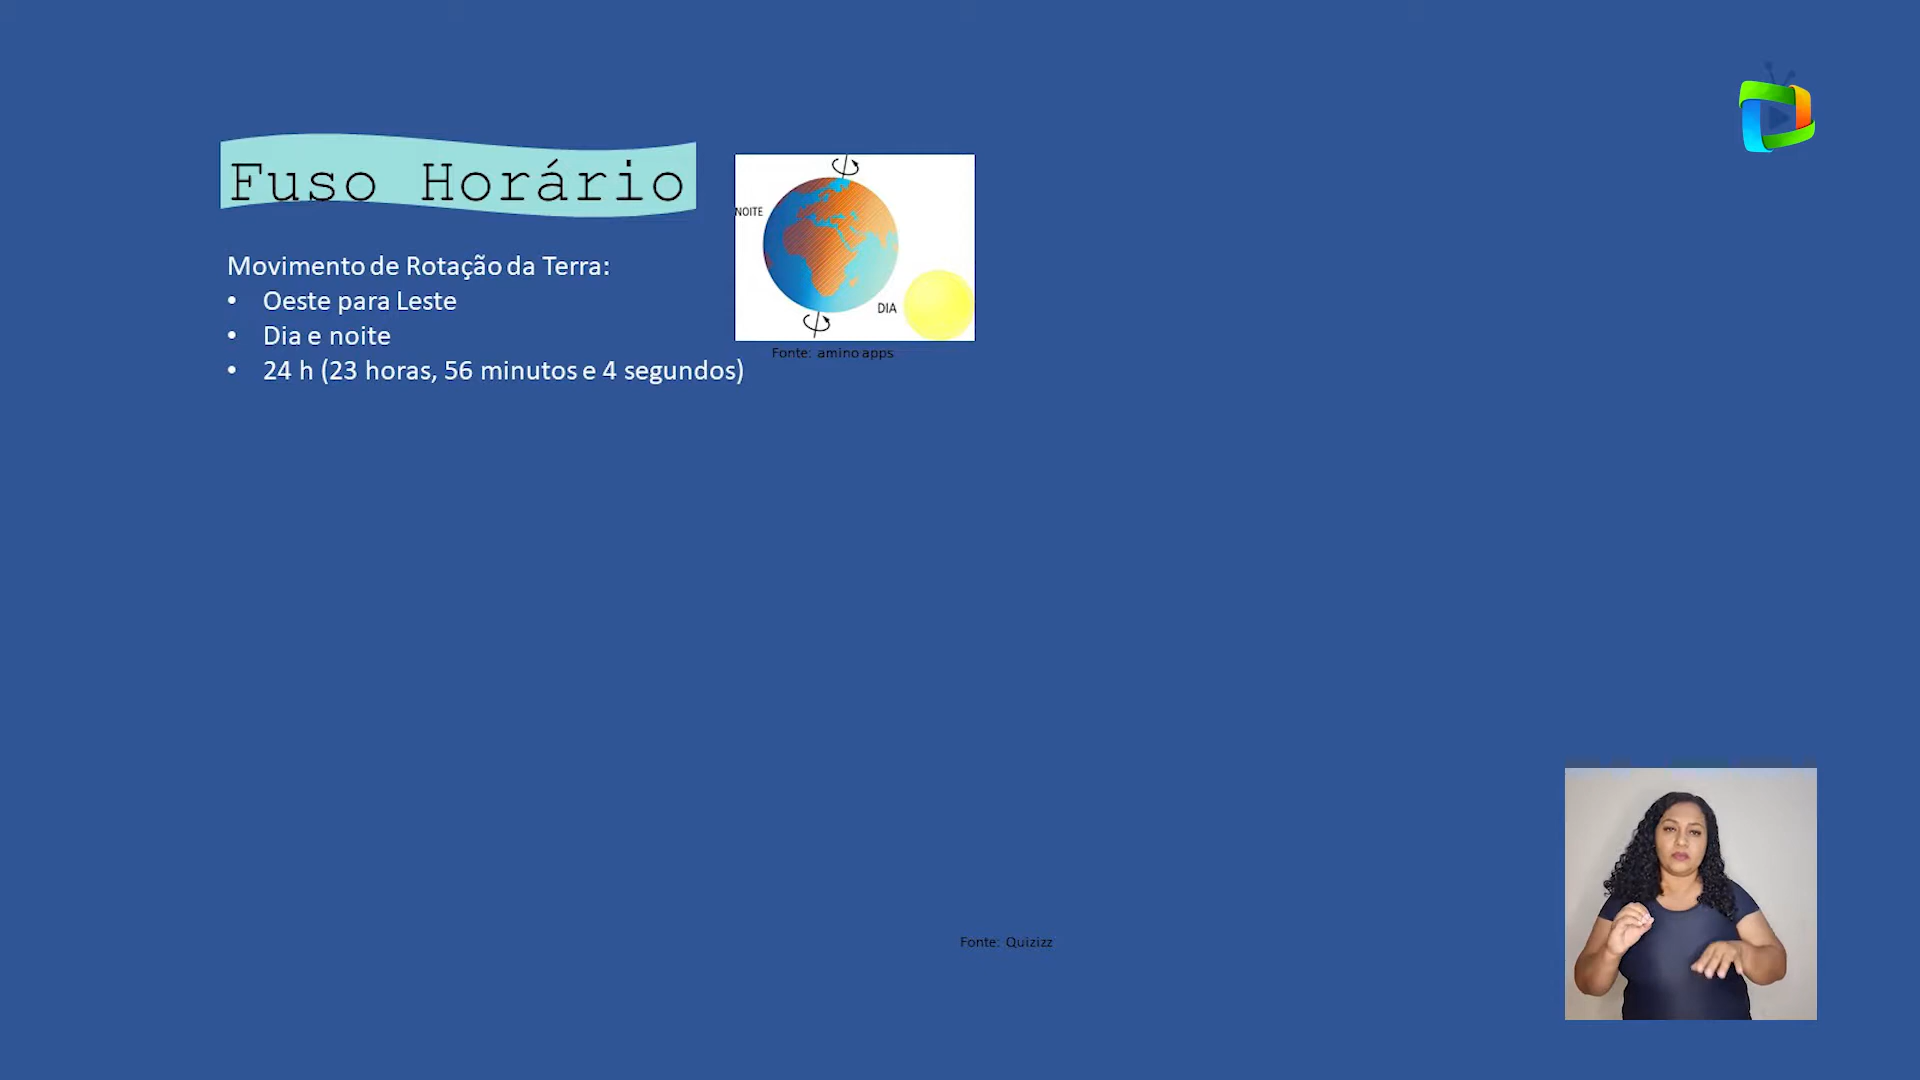 Fuso Horário
NOITE
DIA
Fonte: amino apps
Movimento de Rotação da Terra:
• Oeste para Leste
• Dia e noite
• 24 h (23 horas, 56 minutos e 4 segundos)
Fonte: Quizizz